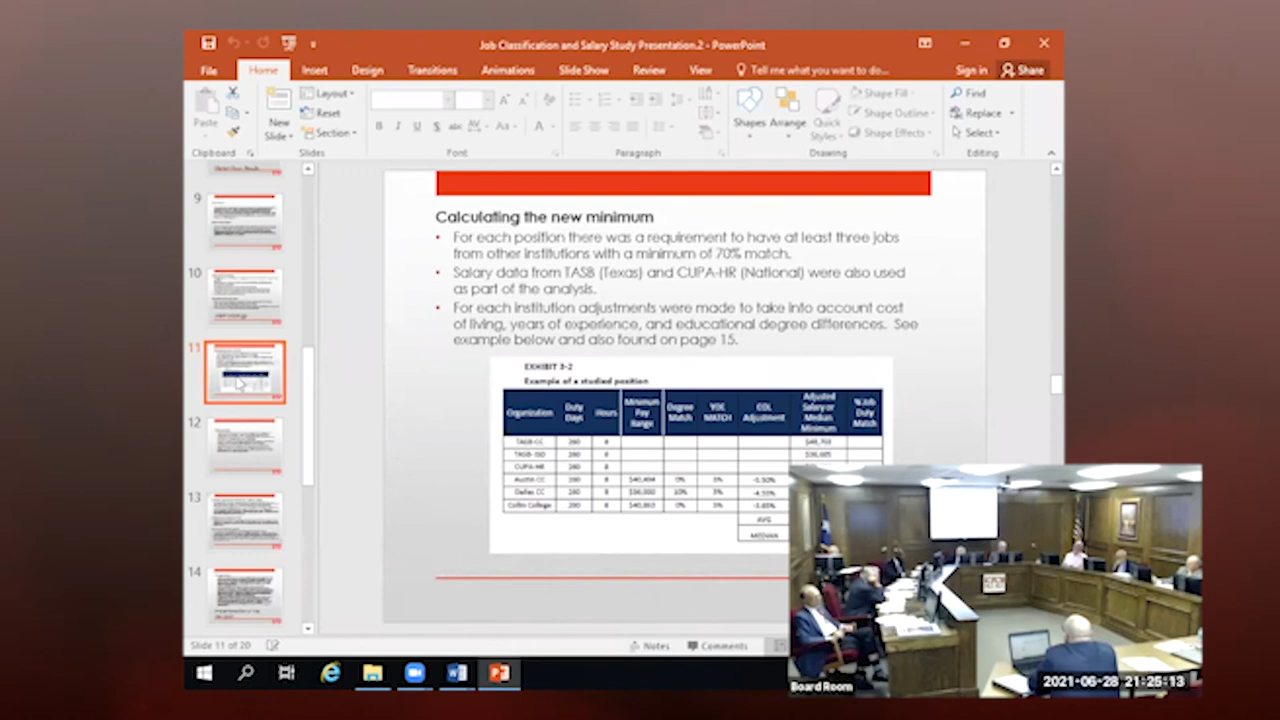 Job Classification and Salary Study Presentation.2 - PowerPoint
File Home Insert Design Transitions Animations Slide Show Review View Tell me what you want to do... Sign in Share
Paste
New Slide
Layout
Reset
Section
Shapes Arrange Quick Styles
Shape Fill
Shape Outline
Shape Effects
Find
Replace
Select
Clipboard Slides Font Paragraph Drawing Editing
9
10
11
12
13
14
Calculating the new minimum
• For each position there was a requirement to have at least three jobs
from other institutions with a minimum of 70% match.
• Salary data from TASB (Texas) and CUPA-HR (National) were also used
as part of the analysis.
• For each institution adjustments were made to take into account cost
of living, years of experience, and educational degree differences. See
example below and also found on page 15.
EXHIBIT 3-2
Example of a studied position
Organization Duty Days Hours Minimum Pay Range Degree Match YOE MATCH COL Adjustment Adjusted Salary or Median Minimum % Job Duty Match
TASB-CC 260 8
TASB-ISD 260 8
CUPA-HR 260 8
Austin CC 260 8 0%
Dallas CC 260 8 10%
Collin College 260 8 0%
AVG
MEDIAN
Slide 11 of 20
Notes Comments
Board Room
2021-06-28 21:25:13